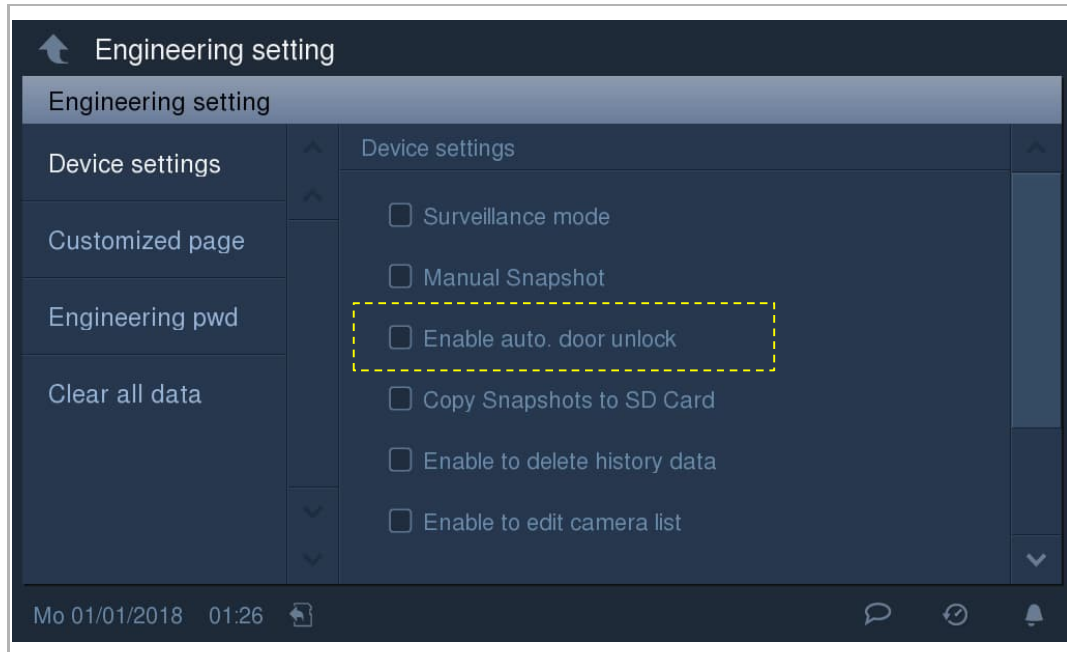 Engineering setting
Engineering setting
Device settings
Customized page
Engineering pwd
Clear all data
Device settings
Surveillance mode
Manual Snapshot
Enable auto. door unlock
Copy Snapshots to SD Card
Enable to delete history data
Enable to edit camera list
Mo 01/01/2018 01:26